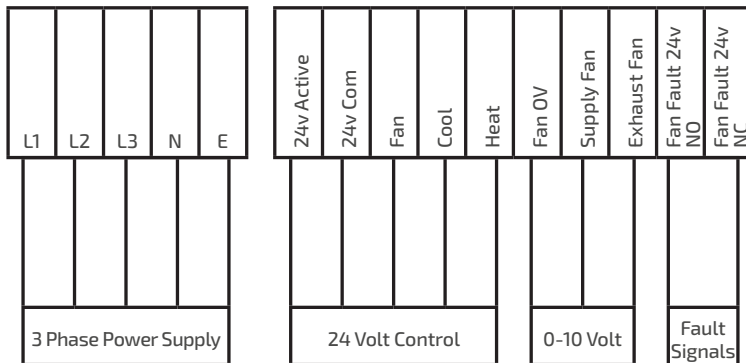 L1
L2
L3
N
E
24v Active
24v Com
Fan
Cool
Heat
Fan 0V
Supply Fan
Exhaust Fan
Fan Fault 24v
NO
Fan Fault 24v
NC
3 Phase Power Supply
24 Volt Control
0-10 Volt
Fault
Signals